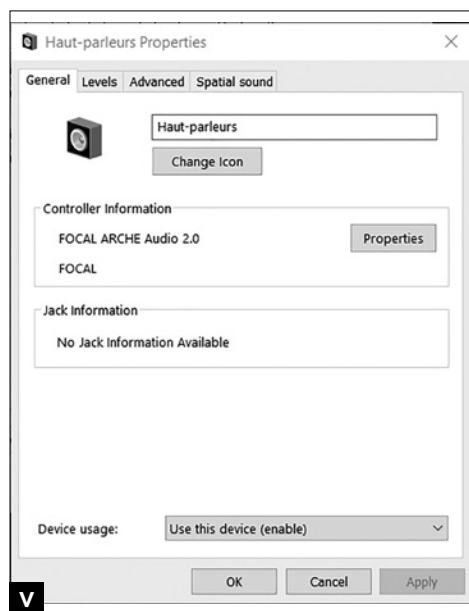 Haut-parleurs Properties
General Levels Advanced Spatial sound
Haut-parleurs
Change Icon
Controller Information
FOCAL ARCHE Audio 2.0 Properties
FOCAL
Jack Information
No Jack Information Available
Device usage: Use this device (enable)
OK Cancel Apply
V